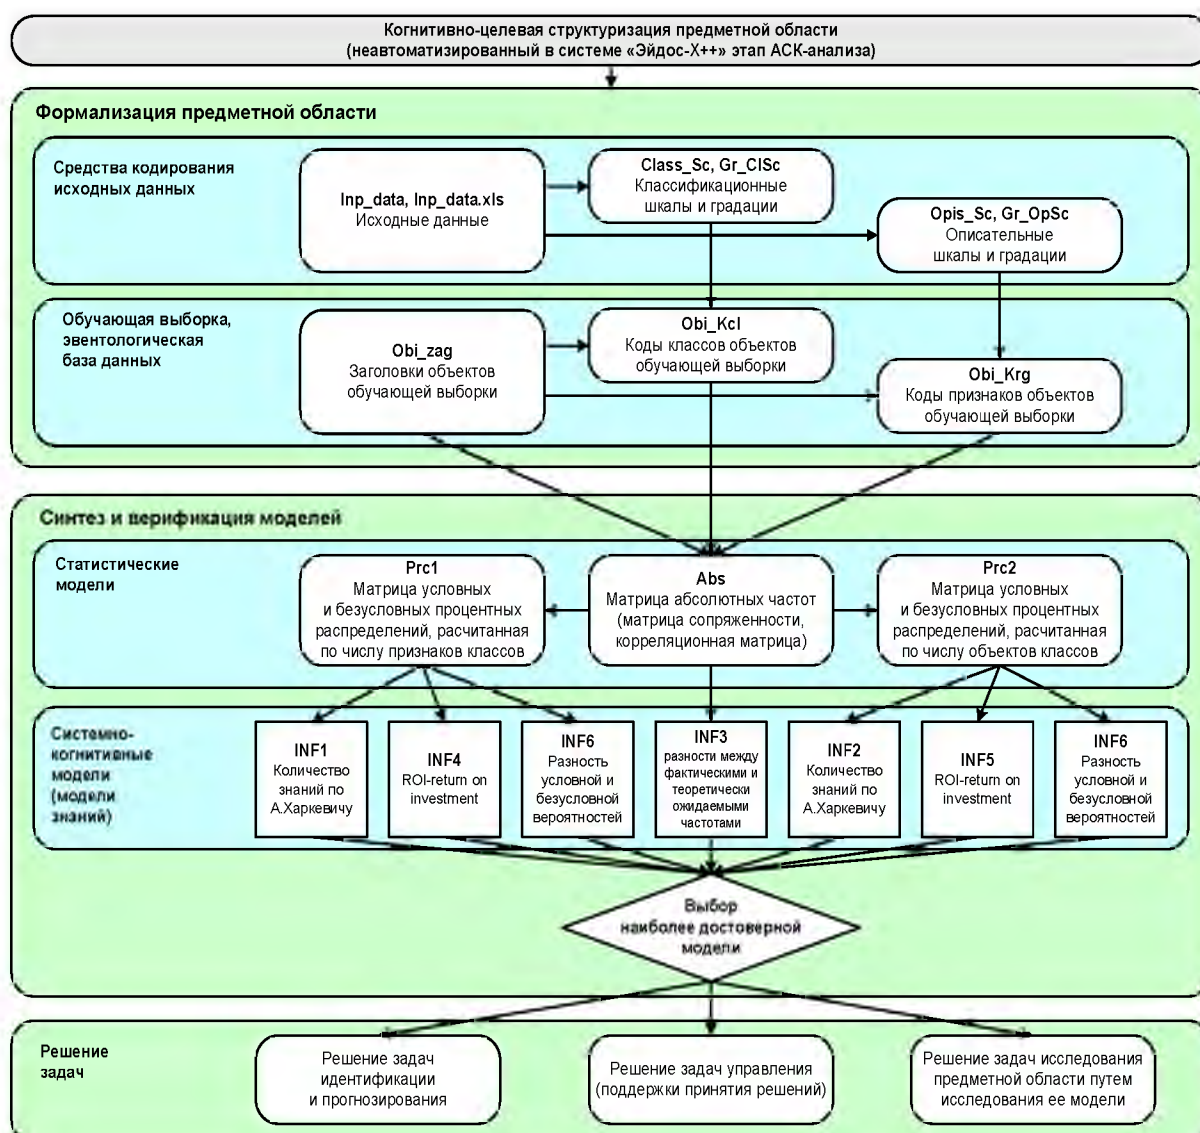 Когнитивно-целевая структуризация предметной области
(неавтоматизированный в системе «Эйдос-X++» этап АСК-анализа)
Формализация предметной области
Средства кодирования
исходных данных
Inp_data, Inp_data.xls
Исходные данные
Class_Sc, Gr_ClSc
Классификационные
шкалы и градации
Opis_Sc, Gr_OpSc
Описательные
шкалы и градации
Обучающая выборка,
эвентологическая
база данных
Obi_zag
Заголовки объектов
обучающей выборки
Obi_Kcl
Коды классов объектов
обучающей выборки
Obi_Krg
Коды признаков объектов
обучающей выборки
Синтез и верификация моделей
Статистические
модели
Prc1
Матрица условных
и безусловных процентных
распределений, расчитанная
по числу признаков классов
Abs
Матрица абсолютных частот
(матрица сопряженности,
корреляционная матрица)
Prc2
Матрица условных
и безусловных процентных
распределений, расчитанная
по числу объектов классов
Системно-
когнитивные
модели
(модели
знаний)
INF1
Количество
знаний по
А.Харкевичу
INF4
ROI-return on
investment
INF6
Разность
условной и
безусловной
вероятностей
INF3
разности между
фактическими и
теоретически
ожидаемыми
частотами
INF2
Количество
знаний по
А.Харкевичу
INF5
ROI-return on
investment
INF6
Разность
условной и
безусловной
вероятностей
Выбор
наиболее достоверной
модели
Решение
задач
Решение задач
идентификации
и прогнозирования
Решение задач управления
(поддержки принятия решений)
Решение задач исследования
предметной области путем
исследования ее модели